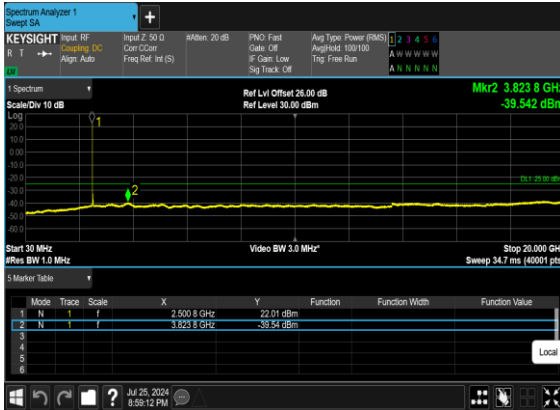 Spectrum Analyzer 1
Swept SA
+
KEYSIGHT Input: RF Input Z: 50 Ω #Atten: 20 dB PNO: Fast Avg Type: Power (RMS) 1 2 3 4 5 6
R T Coupling: DC Corr CCorr Gate: Off Avg|Hold: 100/100 A W W W W W
Align: Auto Freq Ref: Int (S) IF Gain: Low Trig: Free Run
Sig Track: Off A N N N N N
1 Spectrum Ref Lvl Offset 26.00 dB Mkr2 3.823 8 GHz
Scale/Div 10 dB Ref Level 30.00 dBm -39.542 dBm
Log
20.0
10.0
0.00
-10.0
-20.0
-30.0
-40.0
-50.0
-60.0
1
2
DL1 -25.00 dBm
Start 30 MHz Video BW 3.0 MHz* Stop 20.000 GH
#Res BW 1.0 MHz Sweep 34.7 ms (40001 pts
5 Marker Table
Mode Trace Scale X Y Function Function Width Function Value
1 N 1 f 2.500 8 GHz 22.01 dBm
2 N 1 f 3.823 8 GHz -39.54 dBm
3
4
5
6
Local
? Jul 25, 2024
8:59:12 PM